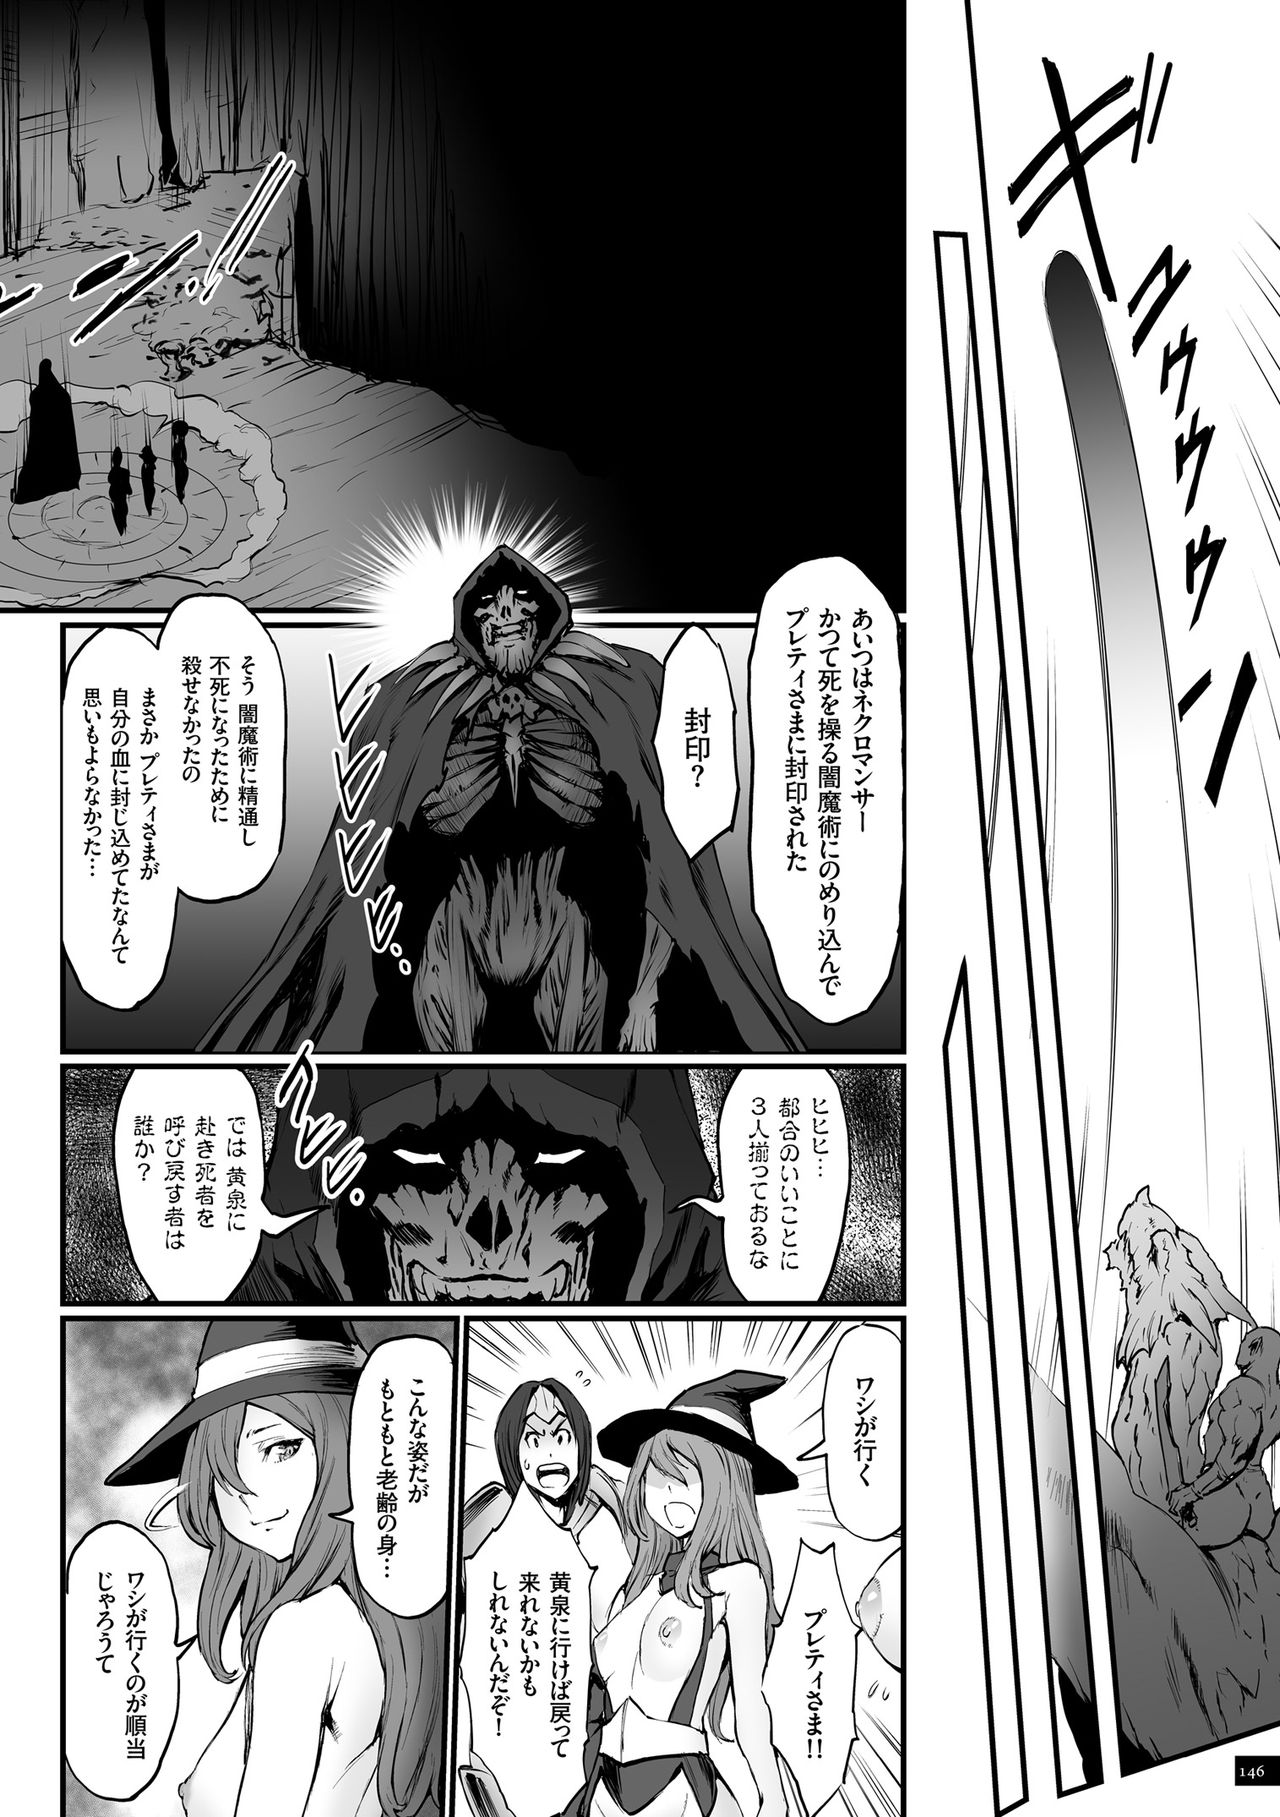 ギュウウウウン
ン!!
あいつはネクロマンサー
かつて死を操る闇魔術にのめり込んで
プレティさまに封印された
封印?
そう 闇魔術に精通し
不死になったために
殺せなかったの
まさか プレティさまが
自分の血に封じ込めてたなんて
思いもよらなかった…
ヒヒヒ…
都合のいいことに
3人揃っておるな
では 黄泉に
赴き死者を
呼び戻す者は
誰か?
ワシが行く
プレティさま!!
黄泉に行けば戻って
来れないかも
しれないんだぞ!
こんな姿だが
もともと老齢の身…
ワシが行くのが順当
じゃろうて
146